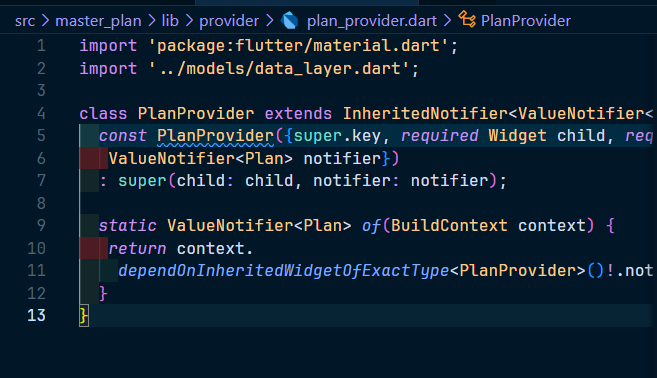 src > master_plan > lib > provider > plan_provider.dart > PlanProvider
1 import 'package:flutter/material.dart';
2 import '../models/data_layer.dart';
3
4 class PlanProvider extends InheritedNotifier<ValueNotifier<
5 const PlanProvider({super.key, required Widget child, req
6 ValueNotifier<Plan> notifier})
7 : super(child: child, notifier: notifier);
8
9 static ValueNotifier<Plan> of(BuildContext context) {
10 return context.
11 dependOnInheritedWidgetOfExactType<PlanProvider>()!.not
12 }
13 }